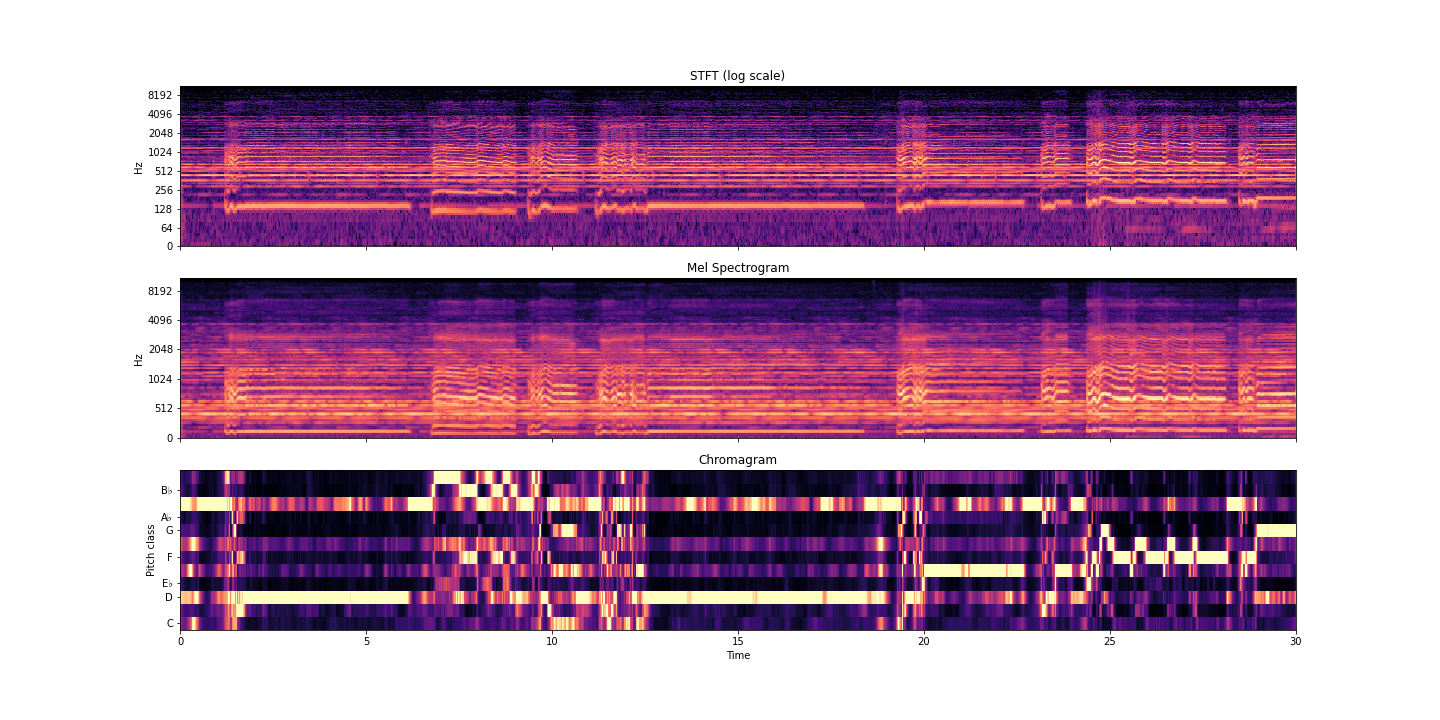 STFT (log scale)
8192
4096
2048
1024
512
256
128
64
0
Hz
Mel Spectrogram
8192
4096
2048
1024
512
0
Hz
Chromagram
B♭
A♭
G
F
E♭
D
C
Pitch class
0 5 10 15 20 25 30
Time